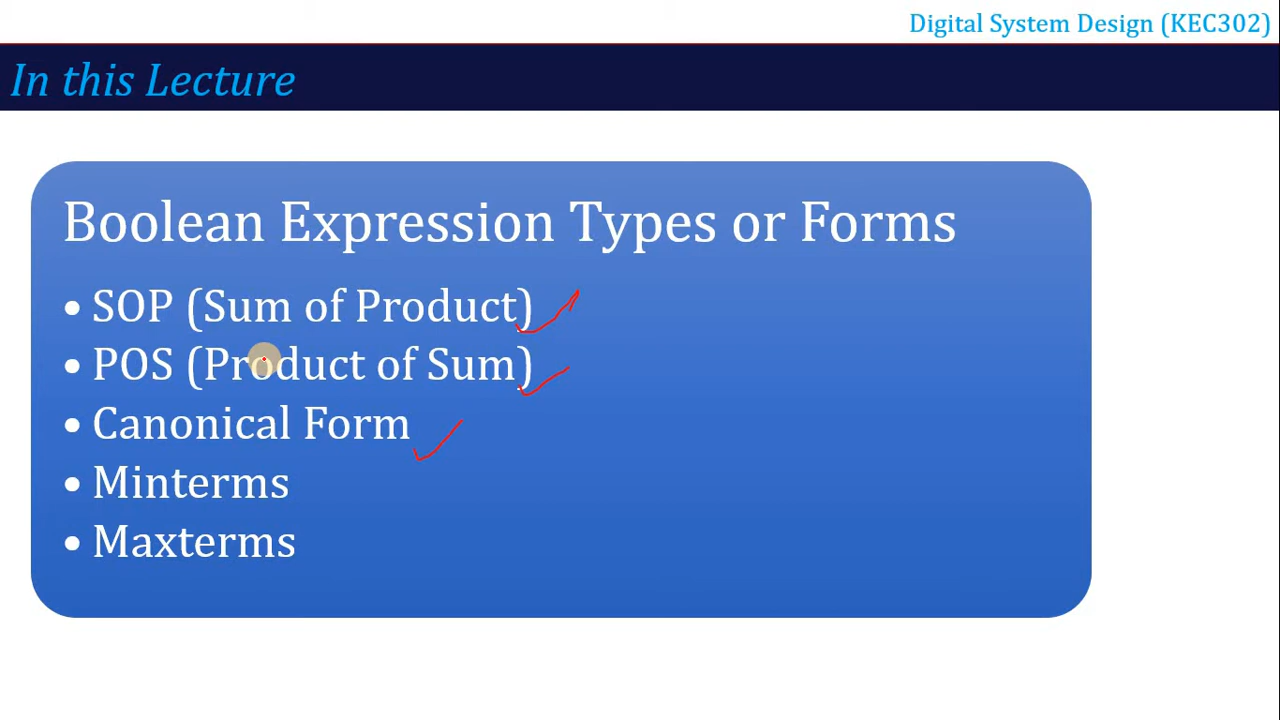 Digital System Design (KEC302)
In this Lecture
Boolean Expression Types or Forms
• SOP (Sum of Product)
• POS (Product of Sum)
• Canonical Form
• Minterms
• Maxterms